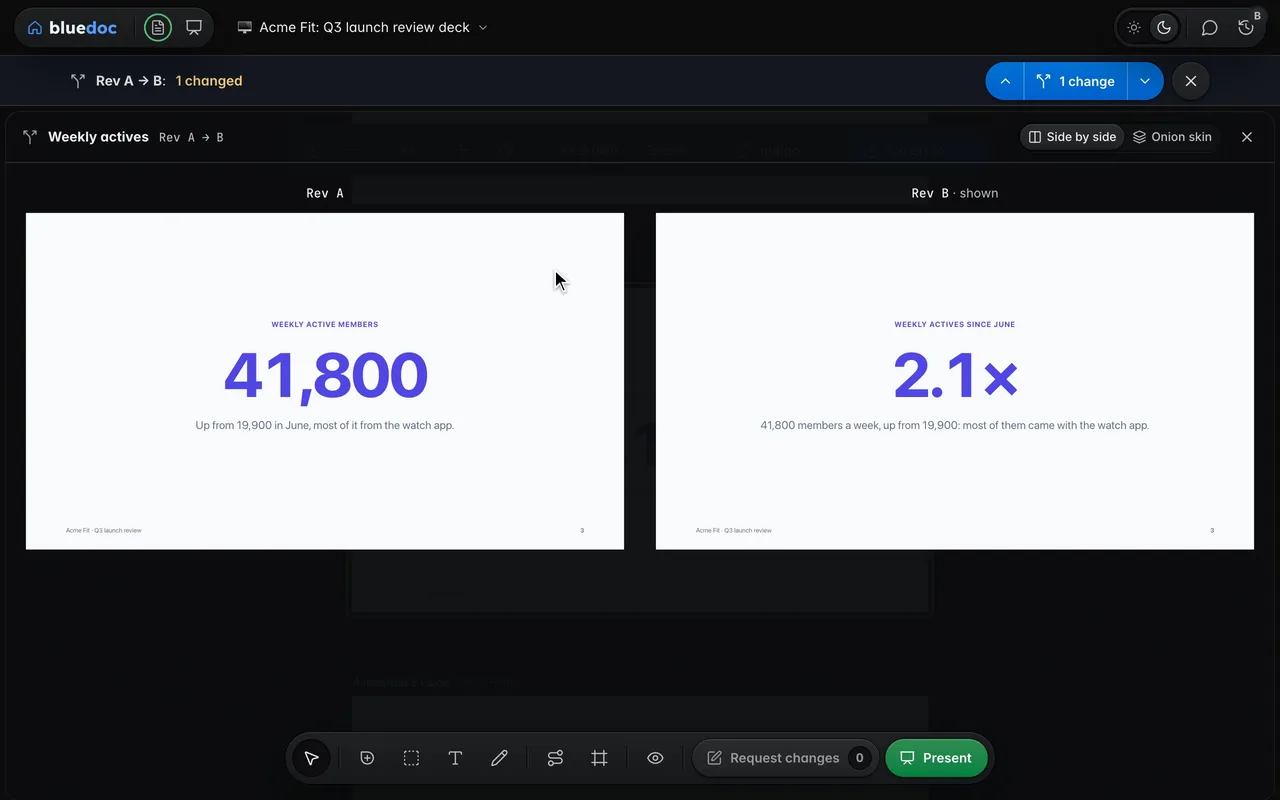 bluedoc
Acme Fit: Q3 launch review deck
B
Rev A → B: 1 changed
1 change
Weekly actives Rev A → B
Side by side
Onion skin
Rev A
Rev B · shown
WEEKLY ACTIVE MEMBERS
41,800
Up from 19,900 in June, most of it from the watch app.
Acme Fit · Q3 launch review
3
WEEKLY ACTIVES SINCE JUNE
2.1×
41,800 members a week, up from 19,900: most of them came with the watch app.
Acme Fit · Q3 launch review
3
Request changes 0
Present